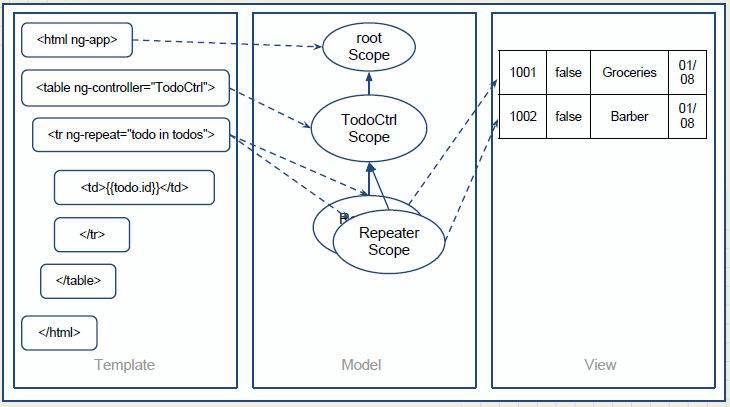 <html ng-app>
<table ng-controller="TodoCtrl">
<tr ng-repeat="todo in todos">
<td>{{todo.id}}</td>
</tr>
</table>
</html>
Template
root
Scope
TodoCtrl
Scope
Repeater
Scope
Model
1001 false Groceries 01/
08
1002 false Barber 01/
08
View